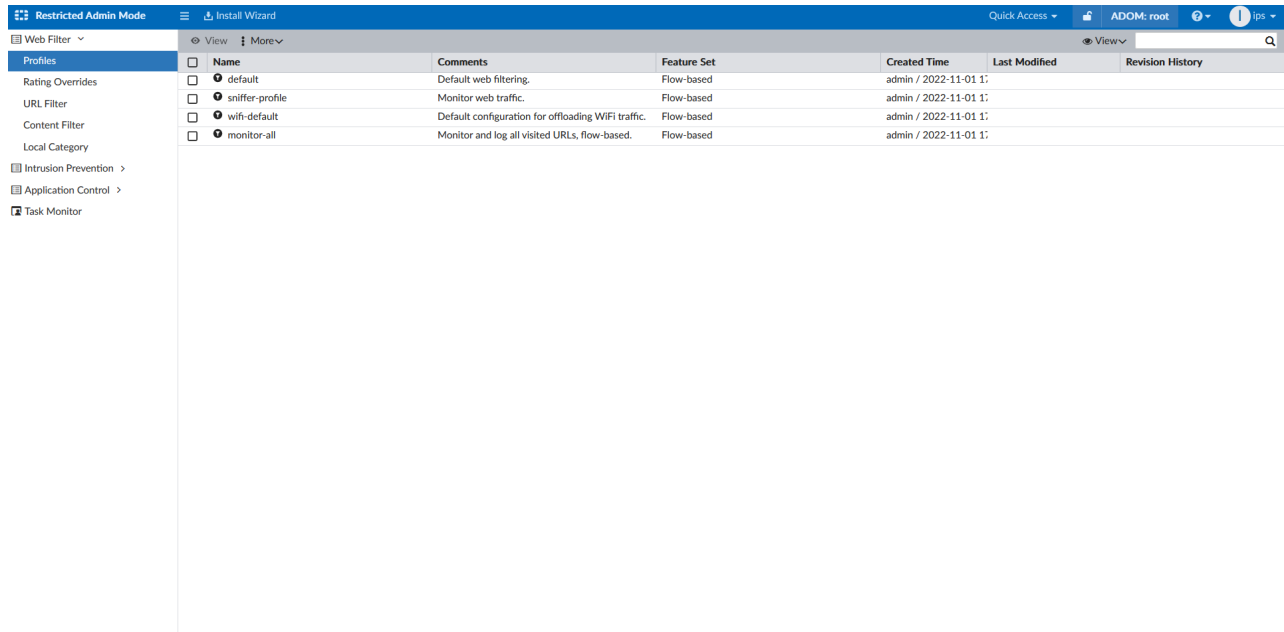 Restricted Admin Mode Install Wizard Quick Access ADOM: root I ips
Web Filter View More View
Profiles Name Comments Feature Set Created Time Last Modified Revision History
Rating Overrides default Default web filtering. Flow-based admin / 2022-11-01 17
URL Filter sniffer-profile Monitor web traffic. Flow-based admin / 2022-11-01 17
Content Filter wifi-default Default configuration for offloading WiFi traffic. Flow-based admin / 2022-11-01 17
Local Category monitor-all Monitor and log all visited URLs, flow-based. Flow-based admin / 2022-11-01 17
Intrusion Prevention
Application Control
Task Monitor